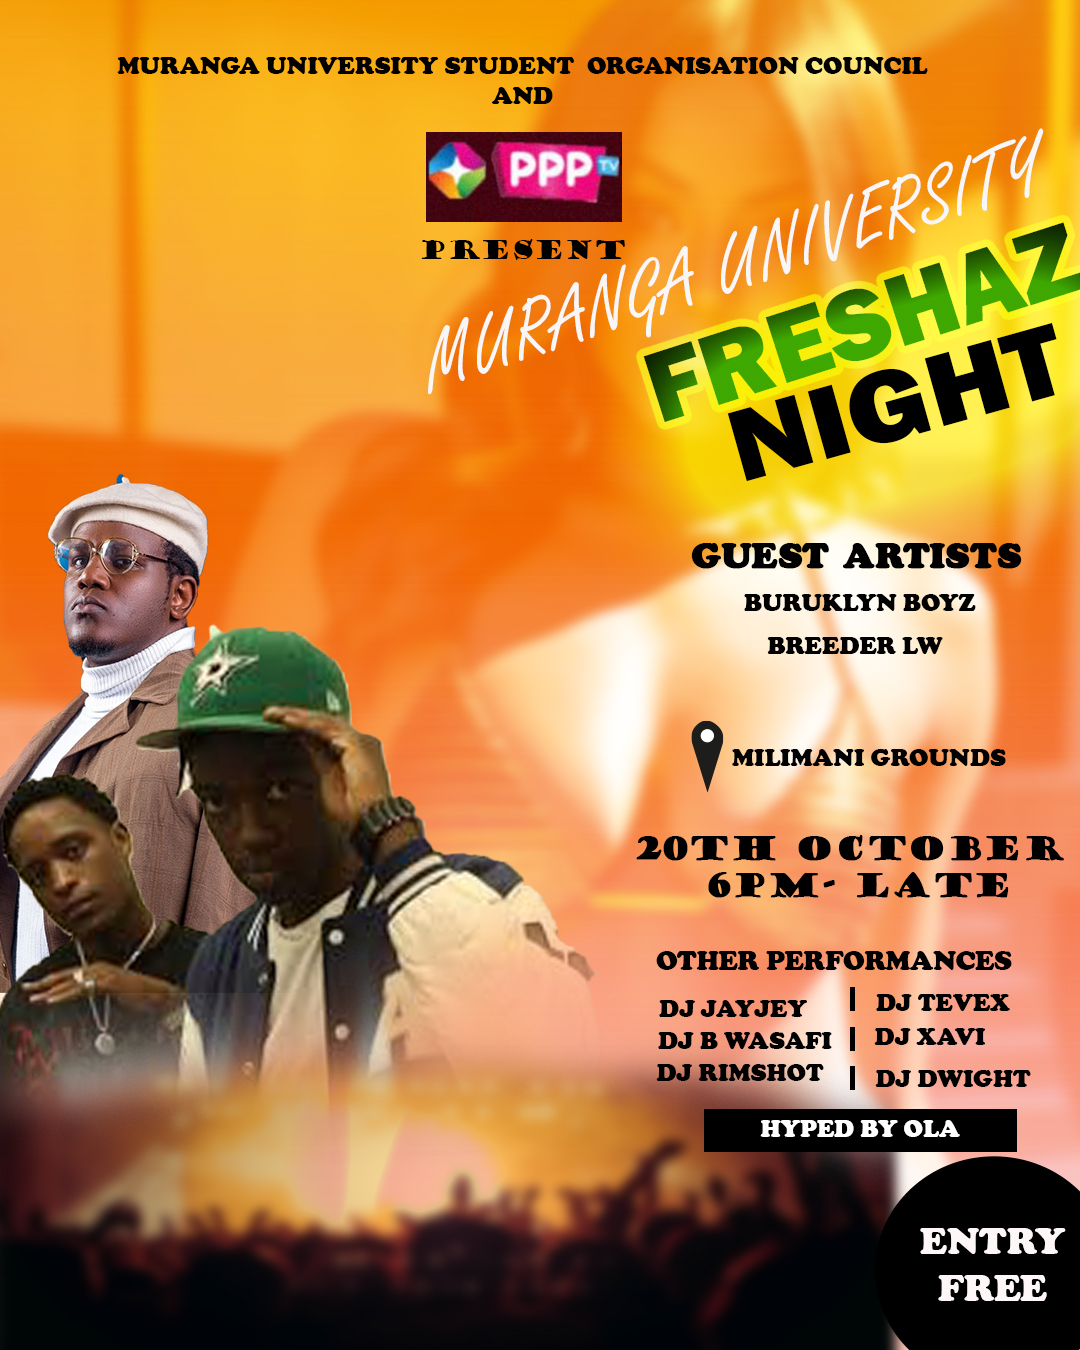 MURANGA UNIVERSITY STUDENT ORGANISATION COUNCIL
AND
PPP TV
PRESENT
MURANGA UNIVERSITY
FRESHAZ
NIGHT
GUEST ARTISTS
BURUKLYN BOYZ
BREEDER LW
MILIMANI GROUNDS
20TH OCTOBER
6PM- LATE
OTHER PERFORMANCES
DJ JAYJEY | DJ TEVEX
DJ B WASAFI | DJ XAVI
DJ RIMSHOT | DJ DWIGHT
HYPED BY OLA
ENTRY
FREE